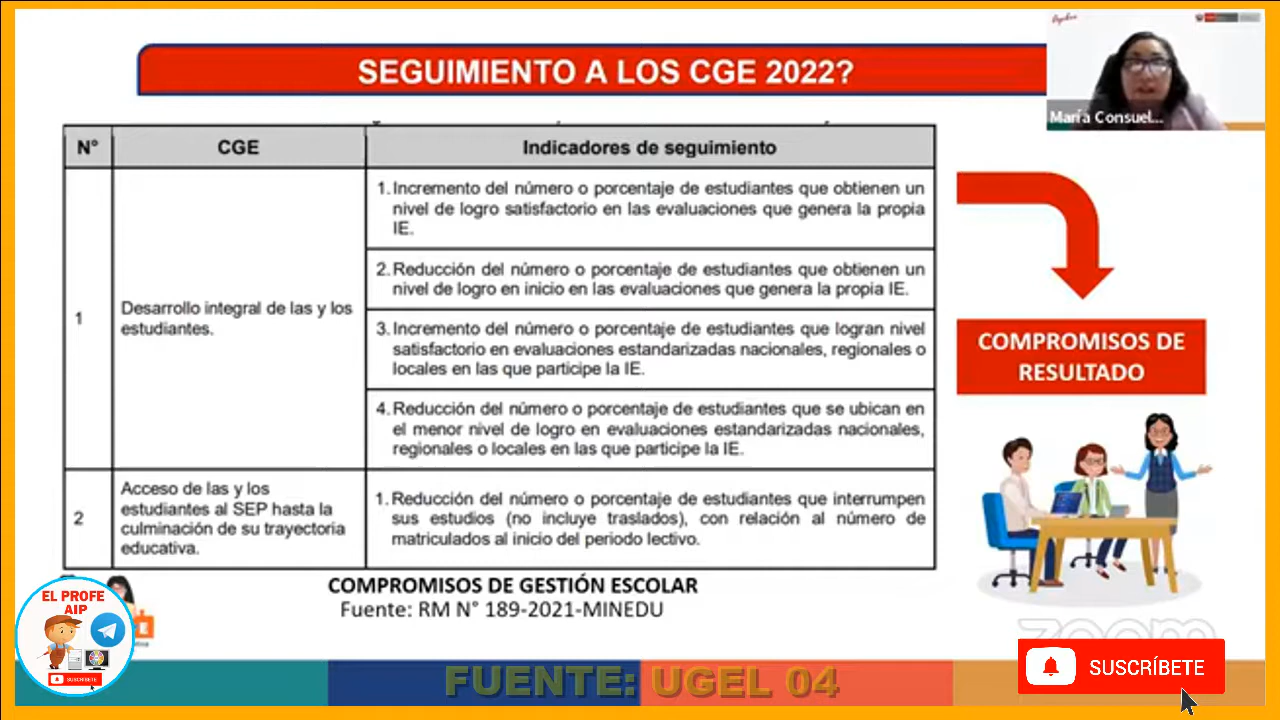 SEGUIMIENTO A LOS CGE 2022?
María Consuel...
N°
CGE
Indicadores de seguimiento
1
Desarrollo integral de las y los
estudiantes.
1. Incremento del número o porcentaje de estudiantes que obtienen un
nivel de logro satisfactorio en las evaluaciones que genera la propia
IE.
2. Reducción del número o porcentaje de estudiantes que obtienen un
nivel de logro en inicio en las evaluaciones que genera la propia IE.
3. Incremento del número o porcentaje de estudiantes que logran nivel
satisfactorio en evaluaciones estandarizadas nacionales, regionales o
locales en las que participe la IE.
4. Reducción del número o porcentaje de estudiantes que se ubican en
el menor nivel de logro en evaluaciones estandarizadas nacionales,
regionales o locales en las que participe la IE.
2
Acceso de las y los
estudiantes al SEP hasta la
culminación de su trayectoria
educativa.
1. Reducción del número o porcentaje de estudiantes que interrumpen
sus estudios (no incluye traslados), con relación al número de
matriculados al inicio del periodo lectivo.
COMPROMISOS DE
RESULTADO
COMPROMISOS DE GESTIÓN ESCOLAR
Fuente: RM N° 189-2021-MINEDU
EL PROFE
AIP
SUSCRÍBETE
zoom
SUSCRÍBETE
FUENTE: UGEL 04